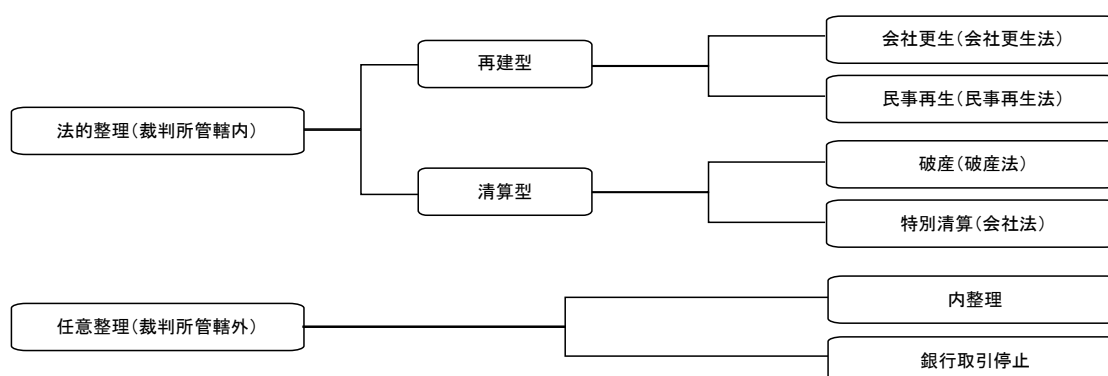 法的整理(裁判所管轄内)
再建型
会社更生(会社更生法)
民事再生(民事再生法)
清算型
破産(破産法)
特別清算(会社法)
任意整理(裁判所管轄外)
内整理
銀行取引停止